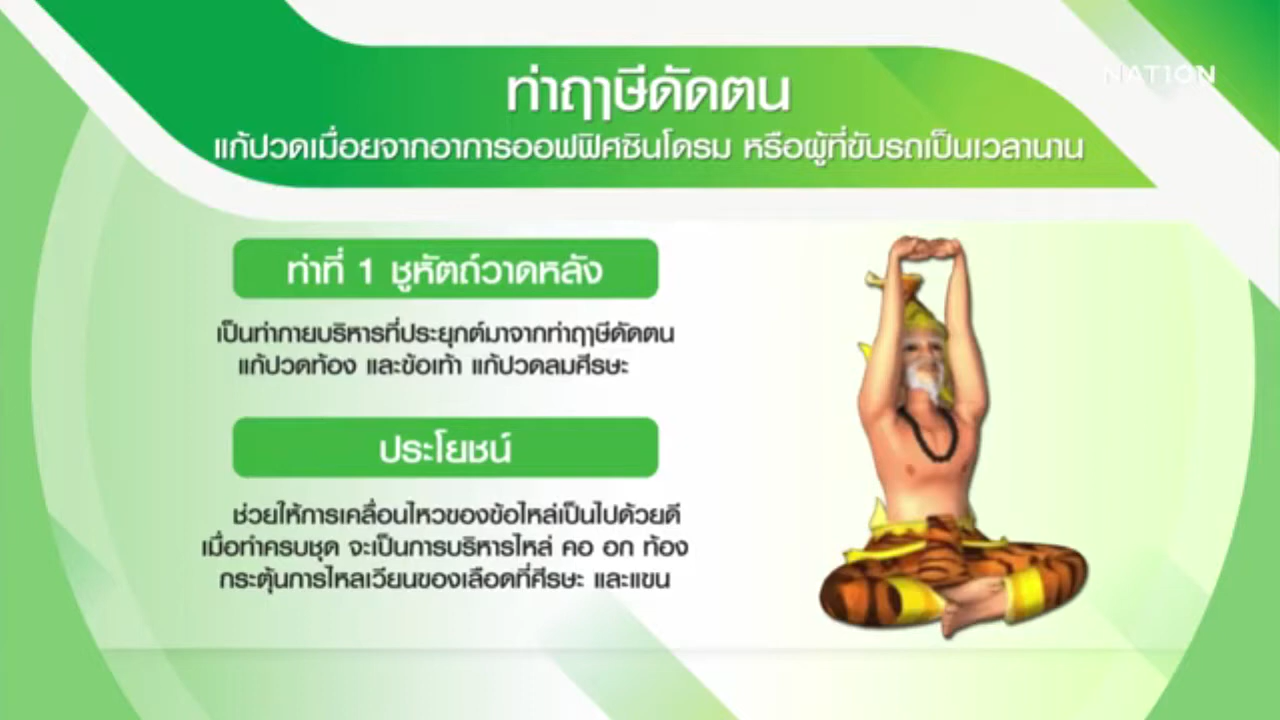 NATION
ท่าฤๅษีดัดตน
แก้ปวดเมื่อยจากอาการออฟฟิศซินโดรม หรือผู้ที่ขับรถเป็นเวลานาน
ท่าที่ 1 ชูหัตถ์วาดหลัง
เป็นท่ากายบริหารที่ประยุกต์มาจากท่าฤๅษีดัดตน
แก้ปวดท้อง และข้อเท้า แก้ปวดลมศีรษะ
ประโยชน์
ช่วยให้การเคลื่อนไหวของข้อไหล่เป็นไปด้วยดี
เมื่อทำครบชุด จะเป็นการบริหารไหล่ คอ อก ท้อง
กระตุ้นการไหลเวียนของเลือดที่ศีรษะ และแขน